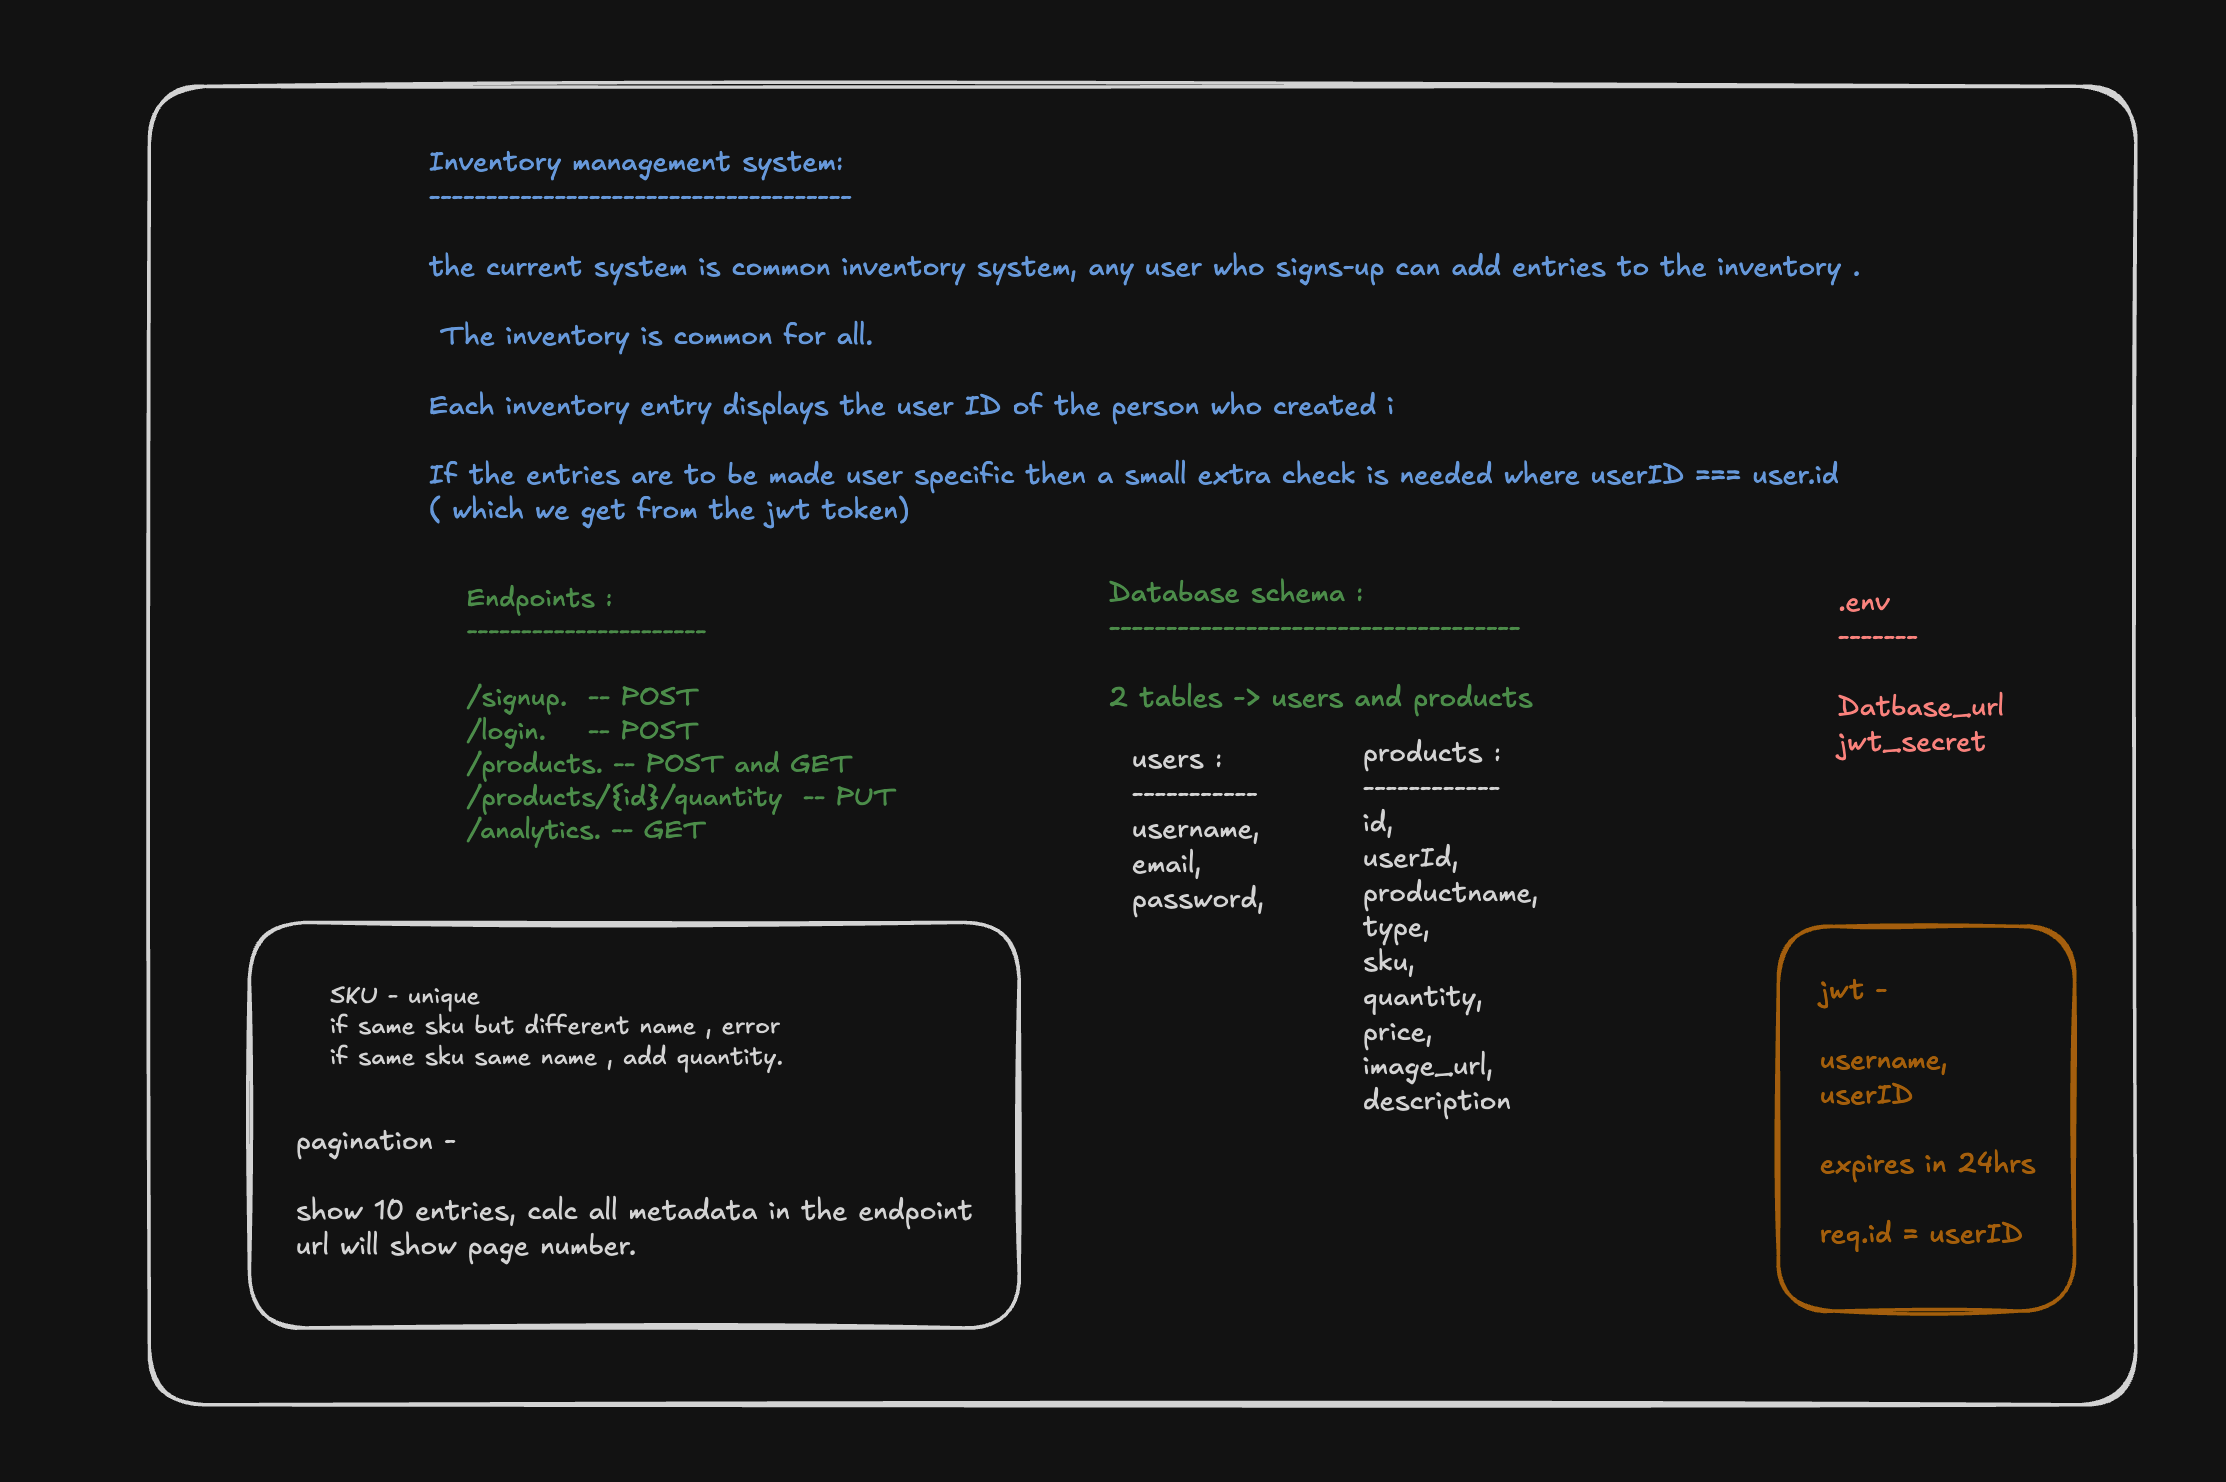 Inventory management system:
-------------------------------------
the current system is common inventory system, any user who signs-up can add entries to the inventory .
The inventory is common for all.
Each inventory entry displays the user ID of the person who created i
If the entries are to be made user specific then a small extra check is needed where userID === user.id
( which we get from the jwt token)
Endpoints :
---------------------
/signup. -- POST
/login. -- POST
/products. -- POST and GET
/products/{id}/quantity -- PUT
/analytics. -- GET
Database schema :
------------------------------------
2 tables -> users and products
users :
-----------
username,
email,
password,
products :
------------
id,
userId,
productname,
type,
sku,
quantity,
price,
image_url,
description
.env
-------
Datbase_url
jwt_secret
SKU - unique
if same sku but different name , error
if same sku same name , add quantity.
pagination -
show 10 entries, calc all metadata in the endpoint
url will show page number.
jwt -
username,
userID
expires in 24hrs
req.id = userID